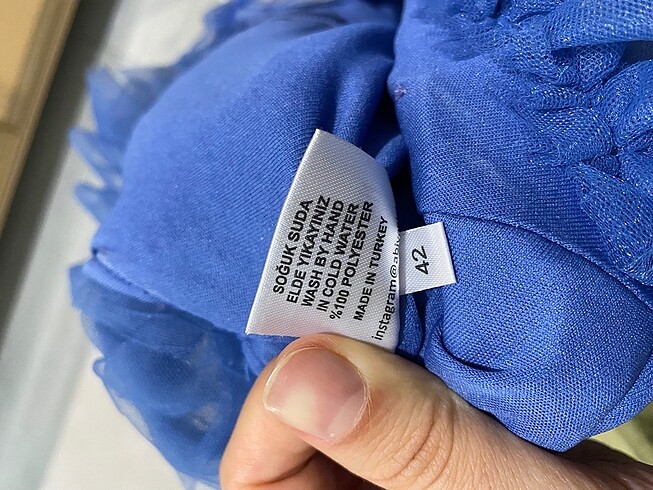 SOĞUK SUDA
ELDE YIKAYINIZ
WASH BY HAND
IN COLD WATER
%100 POLYESTER
MADE IN TURKEY
42